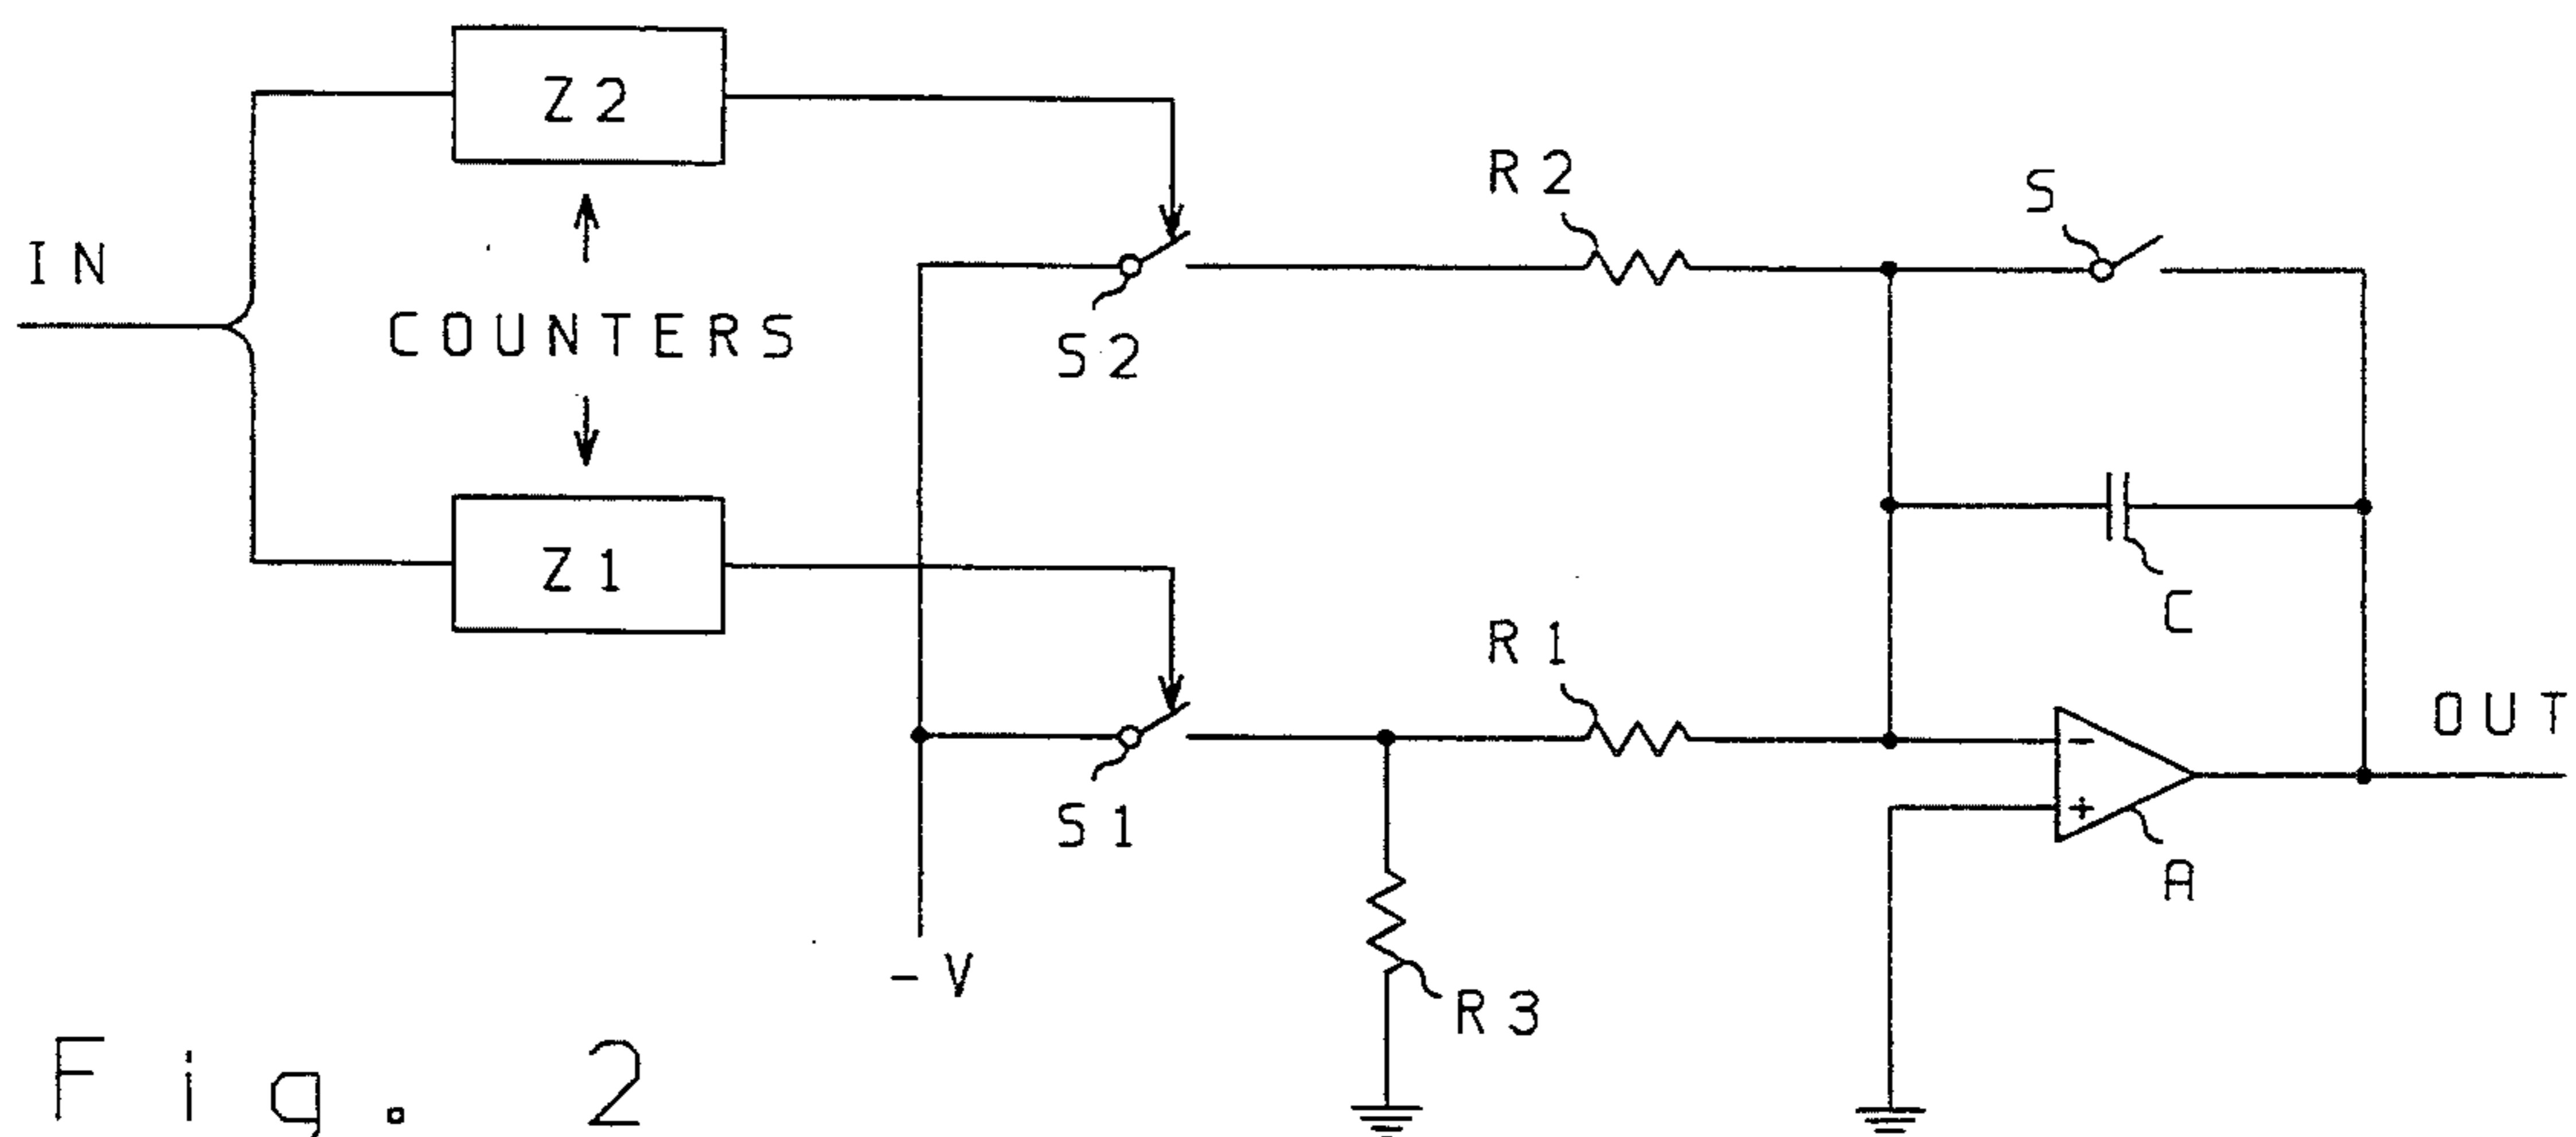 Z2
R2
S
IN
COUNTERS
S2
Z1
C
R1
OUT
S1
-
+
A
-V
R3
Fig. 2